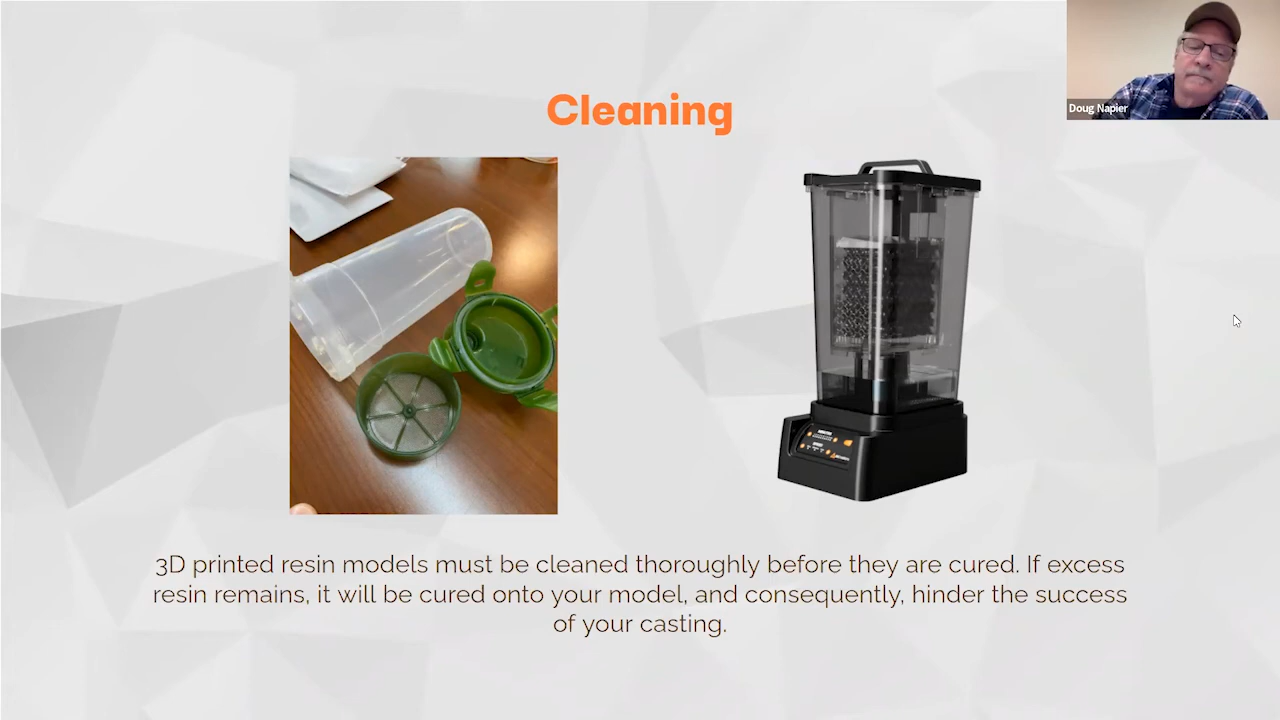 Cleaning
Doug Napier
3D printed resin models must be cleaned thoroughly before they are cured. If excess
resin remains, it will be cured onto your model, and consequently, hinder the success
of your casting.